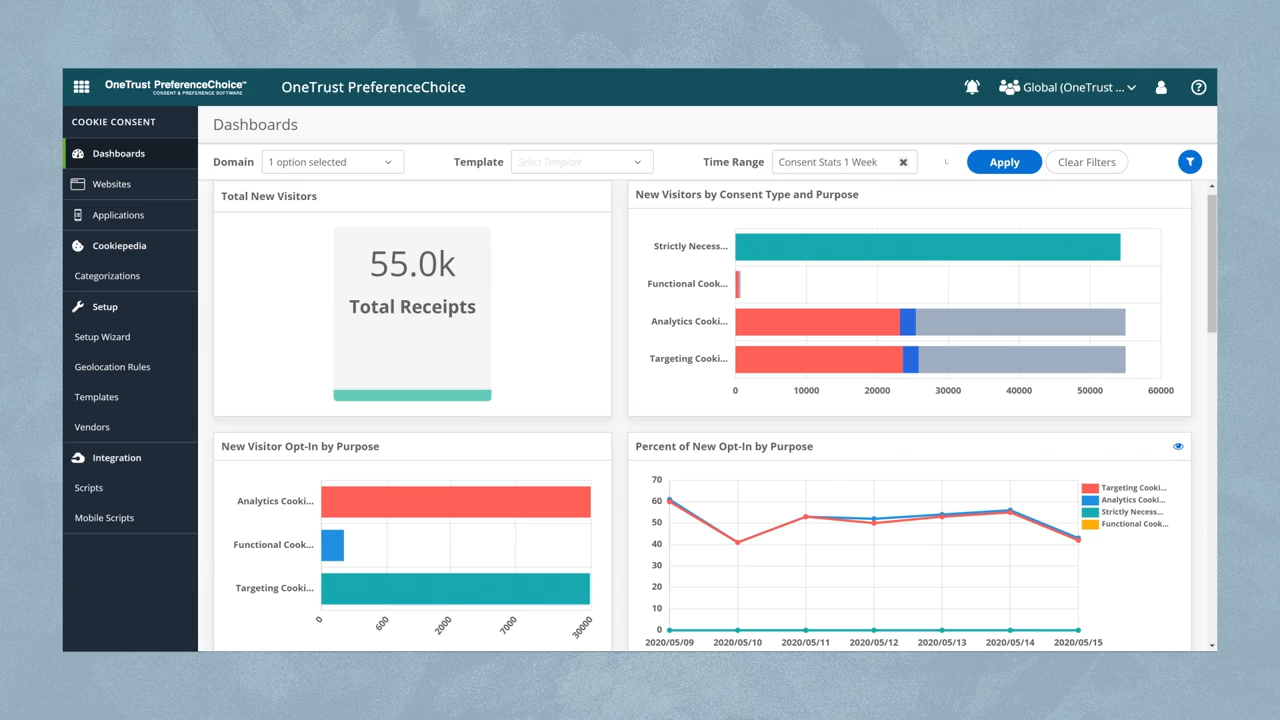 OneTrust PreferenceChoice™
CONSENT & PREFERENCE SOFTWARE
OneTrust PreferenceChoice
Global (OneTrust ...
COOKIE CONSENT
Dashboards
Websites
Applications
Cookiepedia
Categorizations
Setup
Setup Wizard
Geolocation Rules
Templates
Vendors
Integration
Scripts
Mobile Scripts
Dashboards
Domain 1 option selected Template Select Template Time Range Consent Stats 1 Week Apply Clear Filters
Total New Visitors
55.0k
Total Receipts
New Visitors by Consent Type and Purpose
Strictly Necess...
Functional Cook...
Analytics Cooki...
Targeting Cooki...
0 10000 20000 30000 40000 50000 60000
New Visitor Opt-In by Purpose
Analytics Cooki...
Functional Cook...
Targeting Cooki...
0 600 2000 7000 30000
Percent of New Opt-In by Purpose
70
60
50
40
30
20
10
0
2020/05/09 2020/05/10 2020/05/11 2020/05/12 2020/05/13 2020/05/14 2020/05/15
Targeting Cooki...
Analytics Cooki...
Strictly Necess...
Functional Cook...